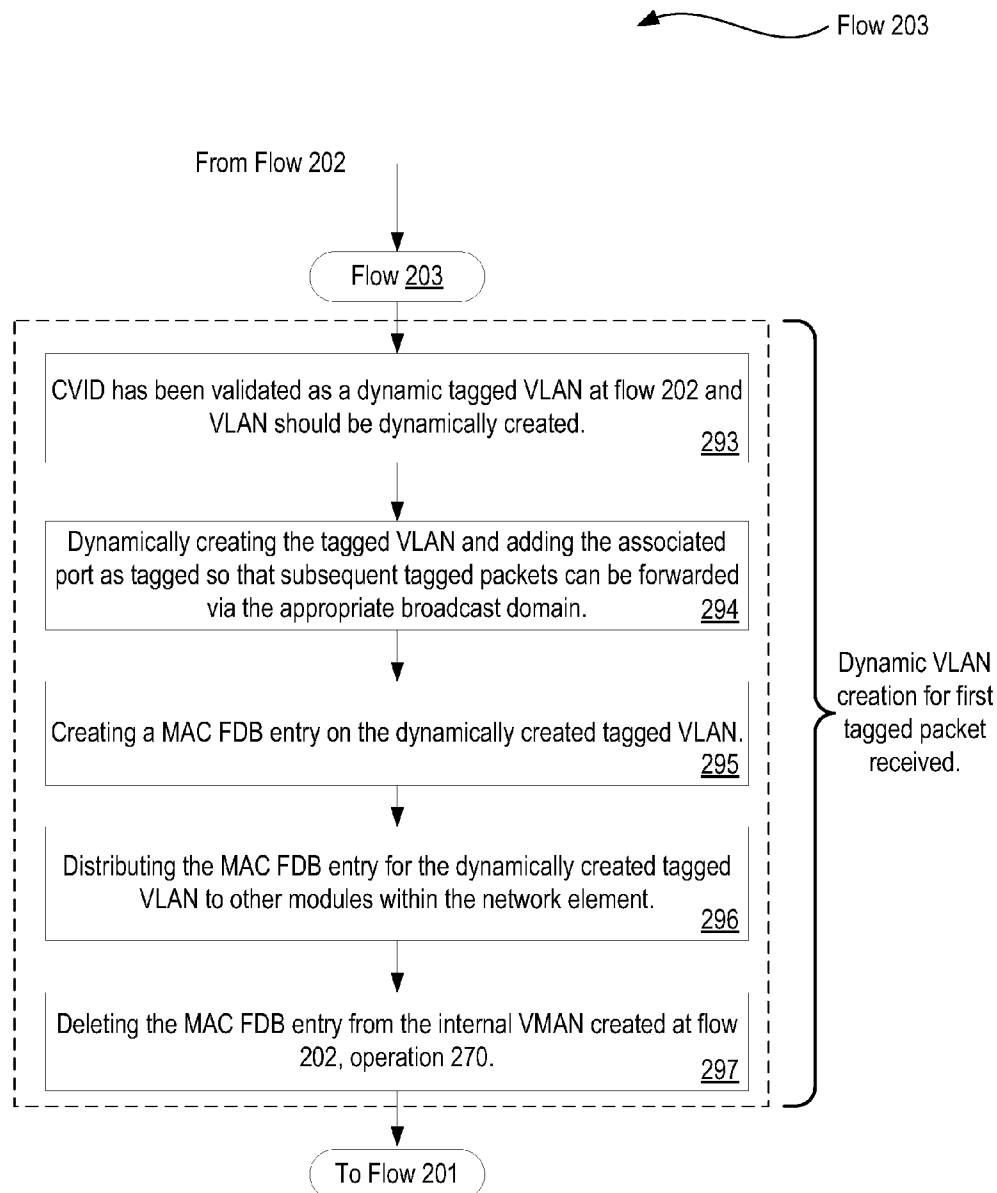 Flow 203
From Flow 202
Flow 203
CVID has been validated as a dynamic tagged VLAN at flow 202 and
VLAN should be dynamically created.
293
Dynamically creating the tagged VLAN and adding the associated
port as tagged so that subsequent tagged packets can be forwarded
via the appropriate broadcast domain.
294
Creating a MAC FDB entry on the dynamically created tagged VLAN.
295
Distributing the MAC FDB entry for the dynamically created tagged
VLAN to other modules within the network element.
296
Deleting the MAC FDB entry from the internal VMAN created at flow
202, operation 270.
297
Dynamic VLAN
creation for first
tagged packet
received.
To Flow 201